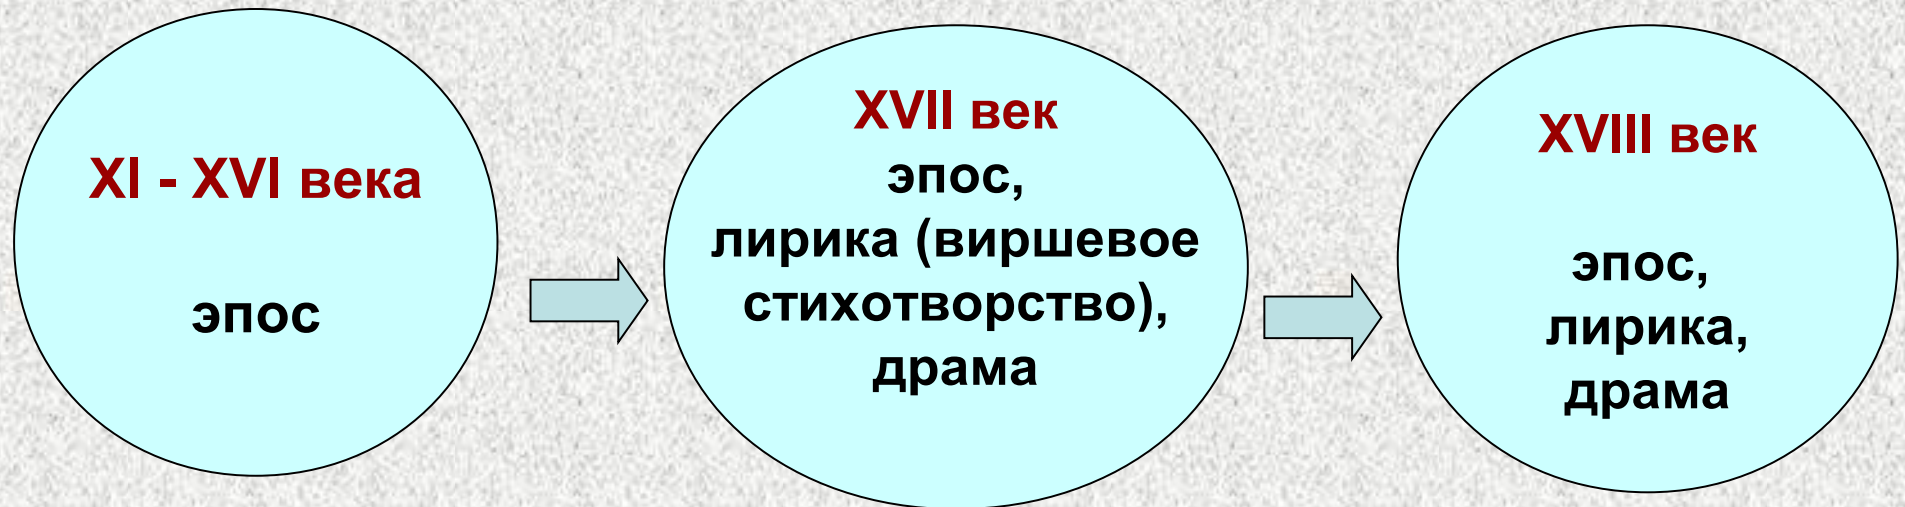 XI - XVI века
эпос
XVII век
эпос,
лирика (виршевое
стихотворство),
драма
XVIII век
эпос,
лирика,
драма